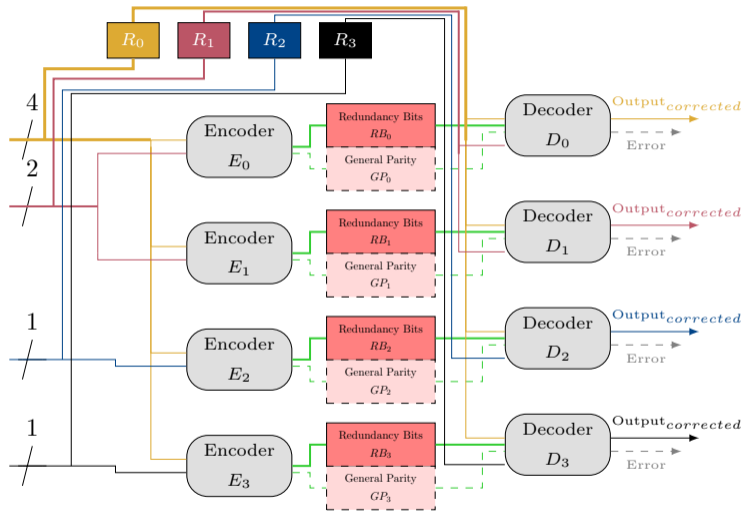 R0 R1 R2 R3
4
2
1
1
Encoder
E0
Redundancy Bits
RB0
General Parity
GP0
Decoder
D0
Outputcorrected
Error
Encoder
E1
Redundancy Bits
RB1
General Parity
GP1
Decoder
D1
Outputcorrected
Error
Encoder
E2
Redundancy Bits
RB2
General Parity
GP2
Decoder
D2
Outputcorrected
Error
Encoder
E3
Redundancy Bits
RB3
General Parity
GP3
Decoder
D3
Outputcorrected
Error